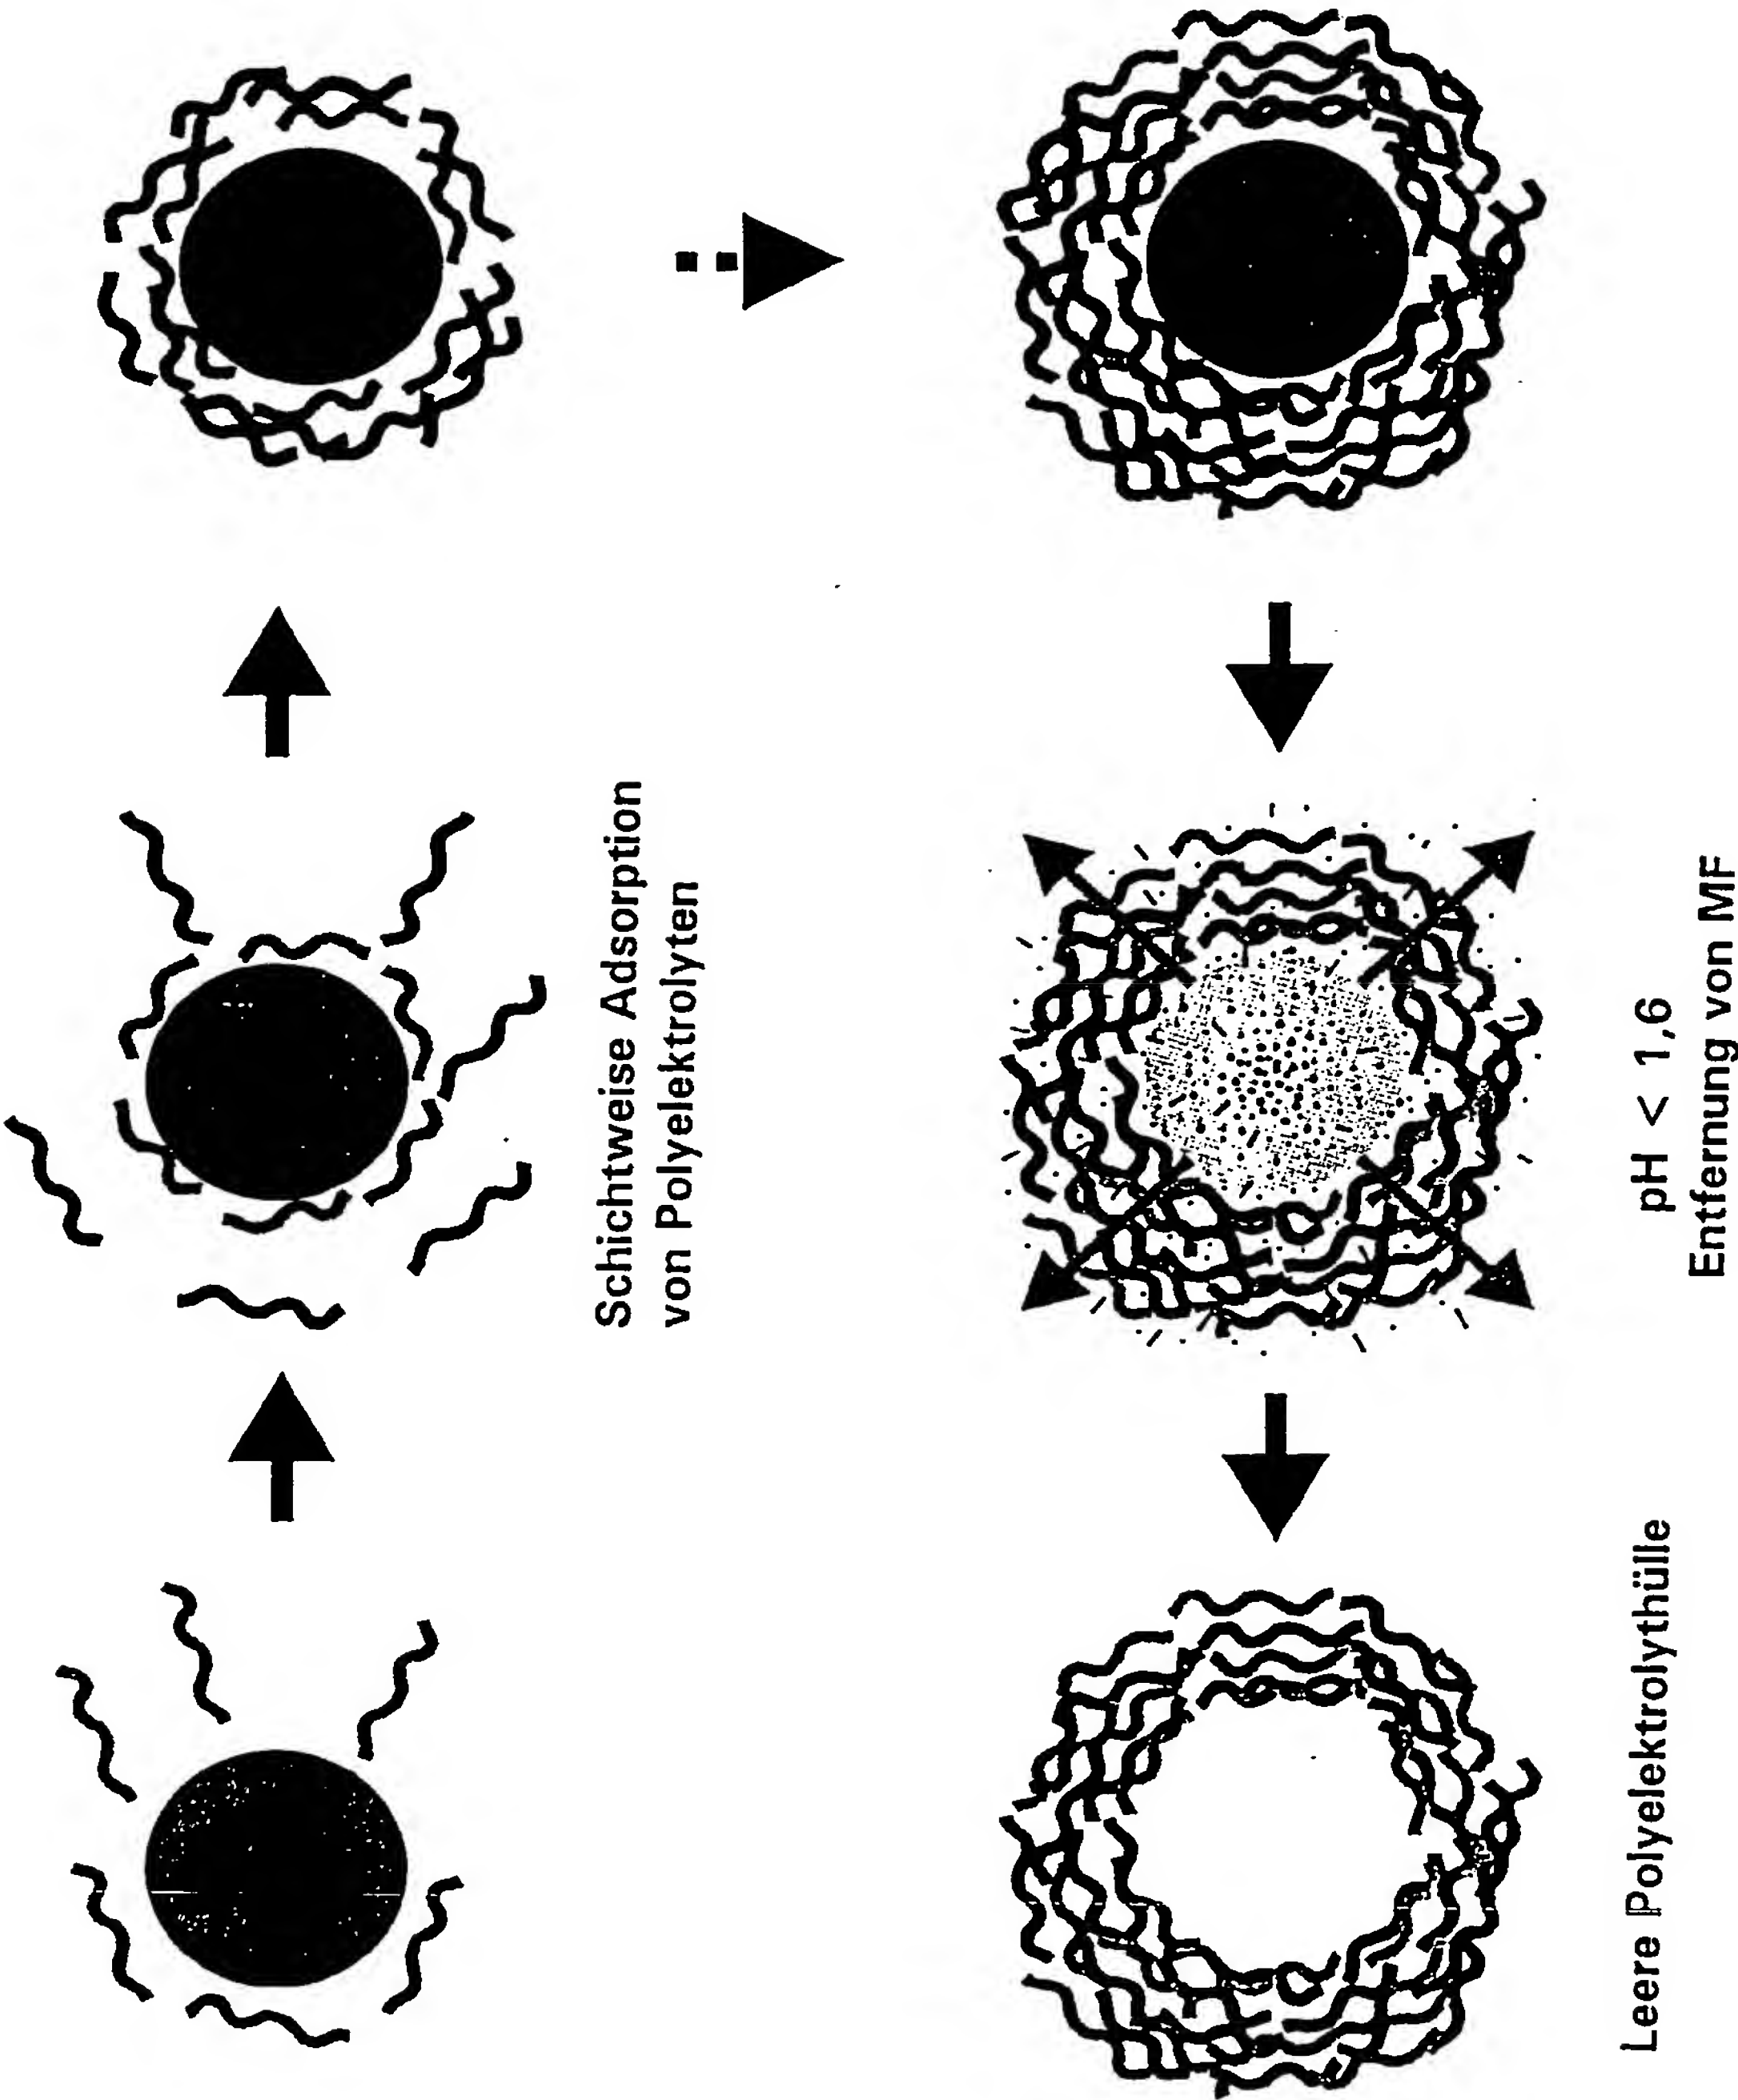 Schichtweise Adsorption
von Polyelektrolyten
Leere Polyelektrolythülle
pH < 1,6
Entfernung von MF